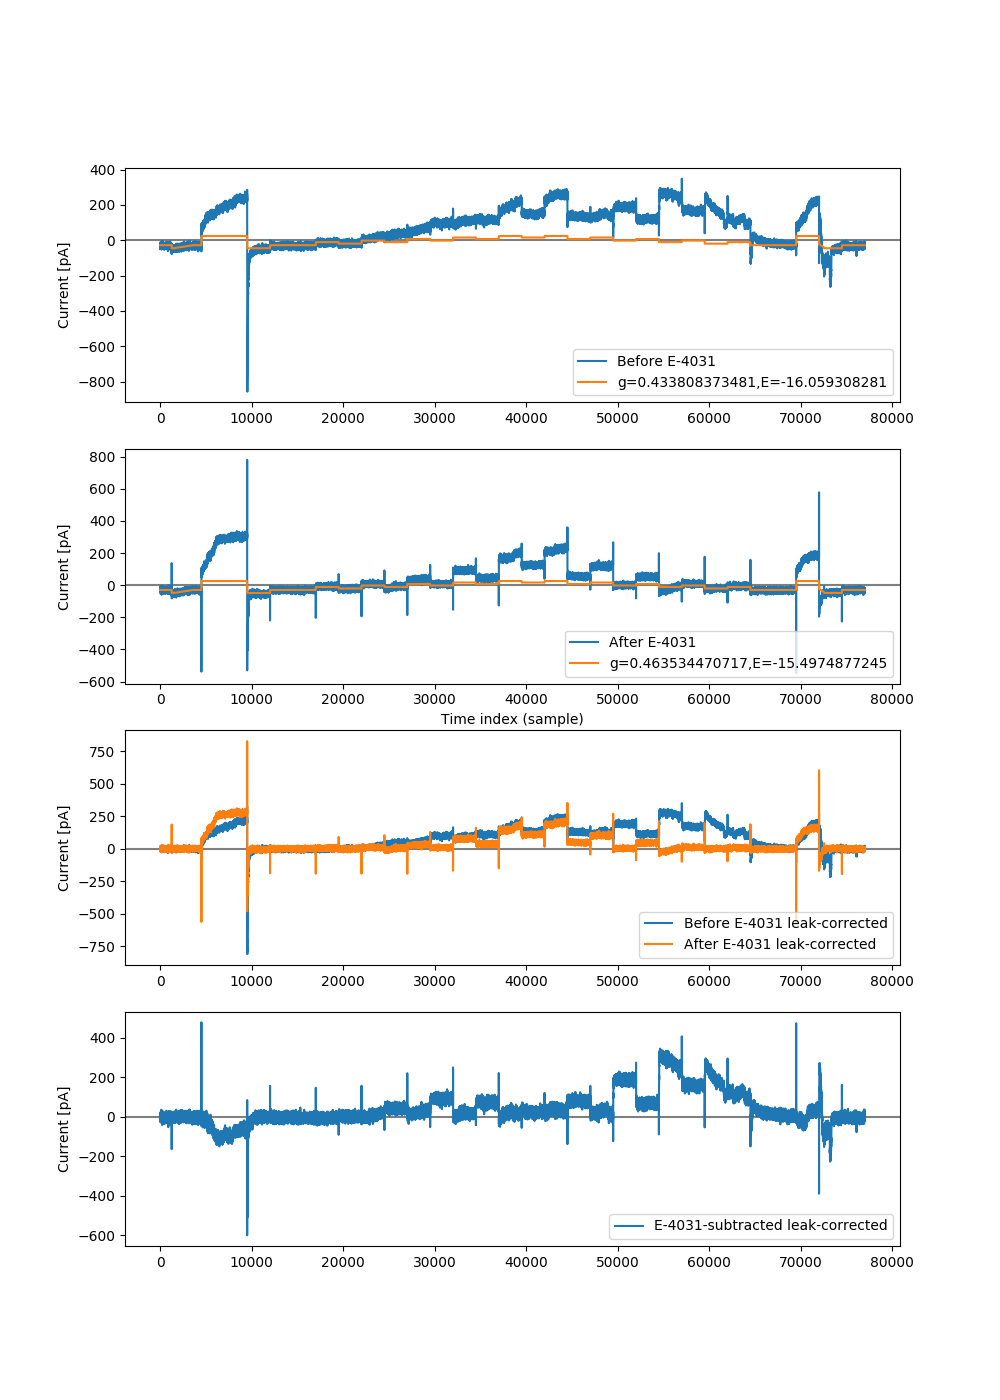 400
200
0
−200
−400
−600
−800
Current [pA]
Before E-4031
g=0.433808373481,E=-16.059308281
0 10000 20000 30000 40000 50000 60000 70000 80000
800
600
400
200
0
−200
−400
−600
Current [pA]
After E-4031
g=0.463534470717,E=-15.4974877245
0 10000 20000 30000 40000 50000 60000 70000 80000
Time index (sample)
750
500
250
0
−250
−500
−750
Current [pA]
Before E-4031 leak-corrected
After E-4031 leak-corrected
0 10000 20000 30000 40000 50000 60000 70000 80000
400
200
0
−200
−400
−600
Current [pA]
E-4031-subtracted leak-corrected
0 10000 20000 30000 40000 50000 60000 70000 80000